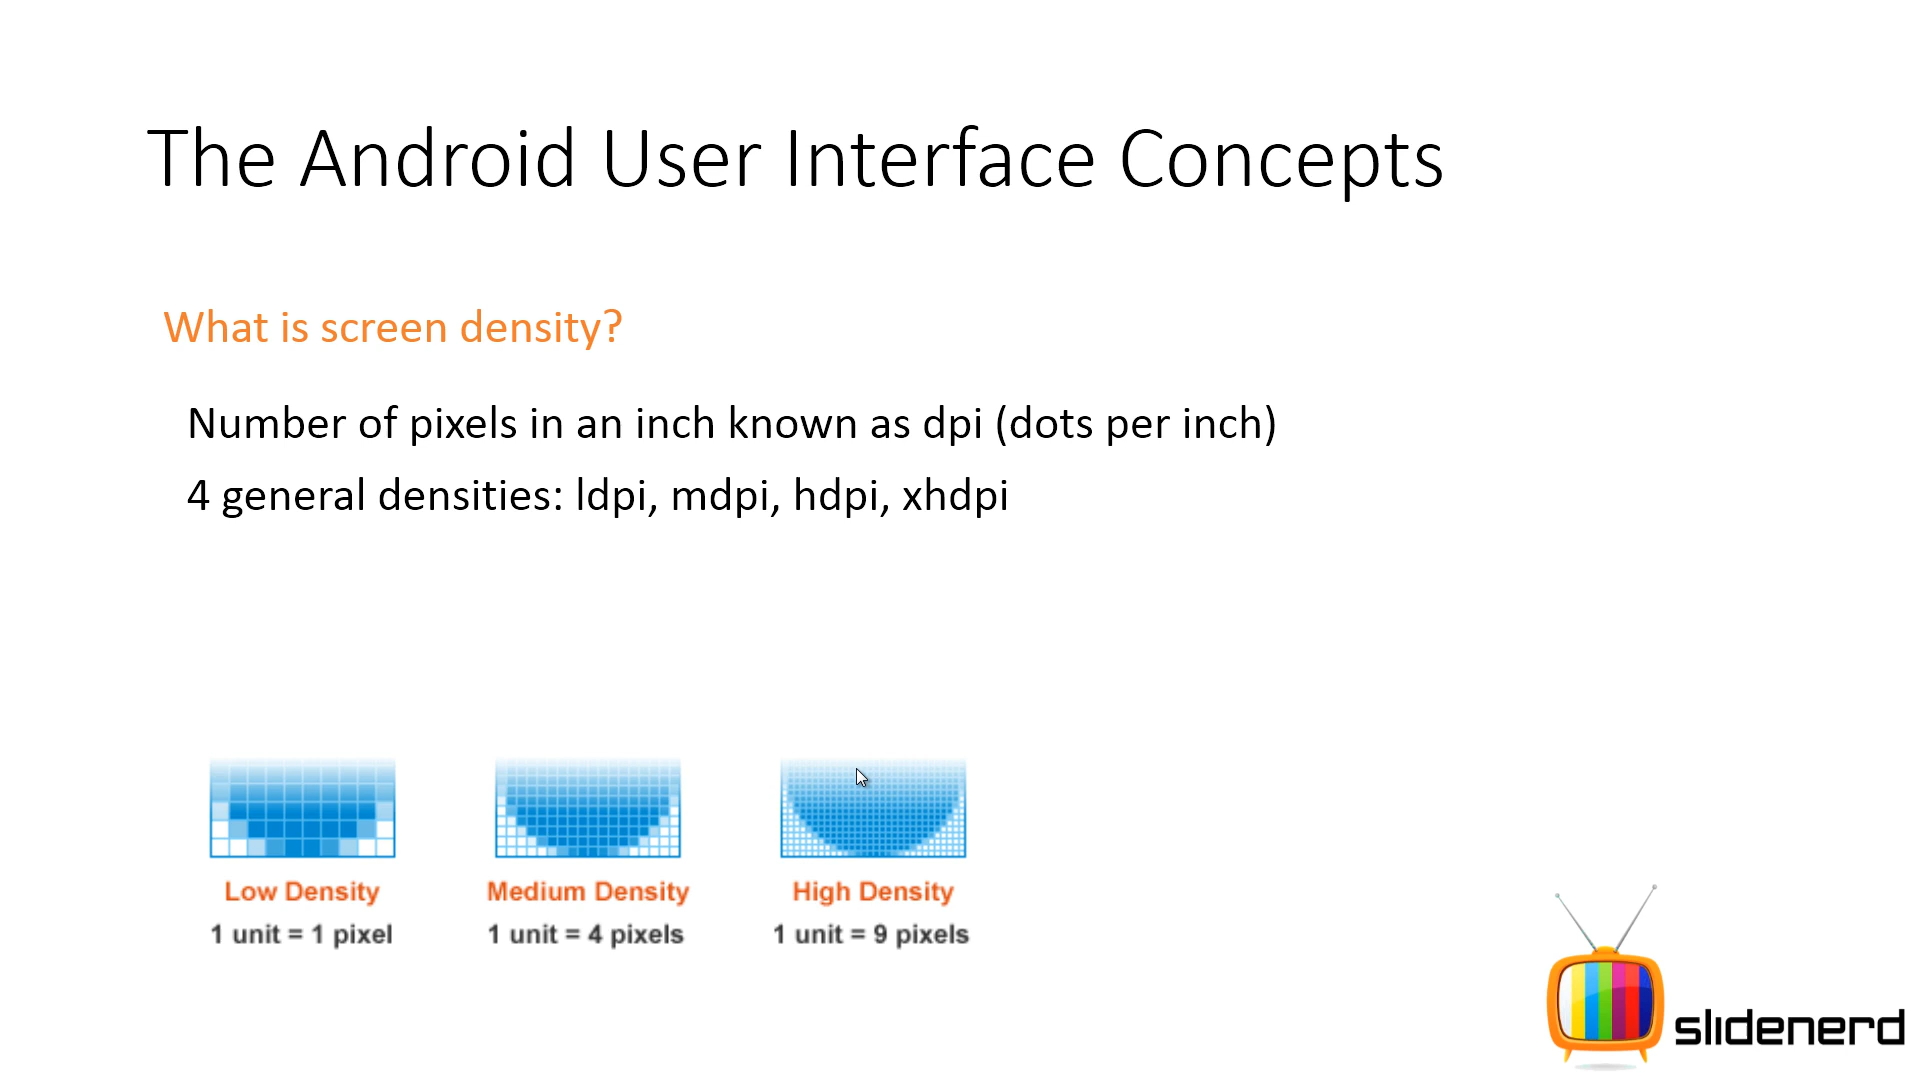 The Android User Interface Concepts
What is screen density?
Number of pixels in an inch known as dpi (dots per inch)
4 general densities: ldpi, mdpi, hdpi, xhdpi
Low Density
1 unit = 1 pixel
Medium Density
1 unit = 4 pixels
High Density
1 unit = 9 pixels
slidenerd